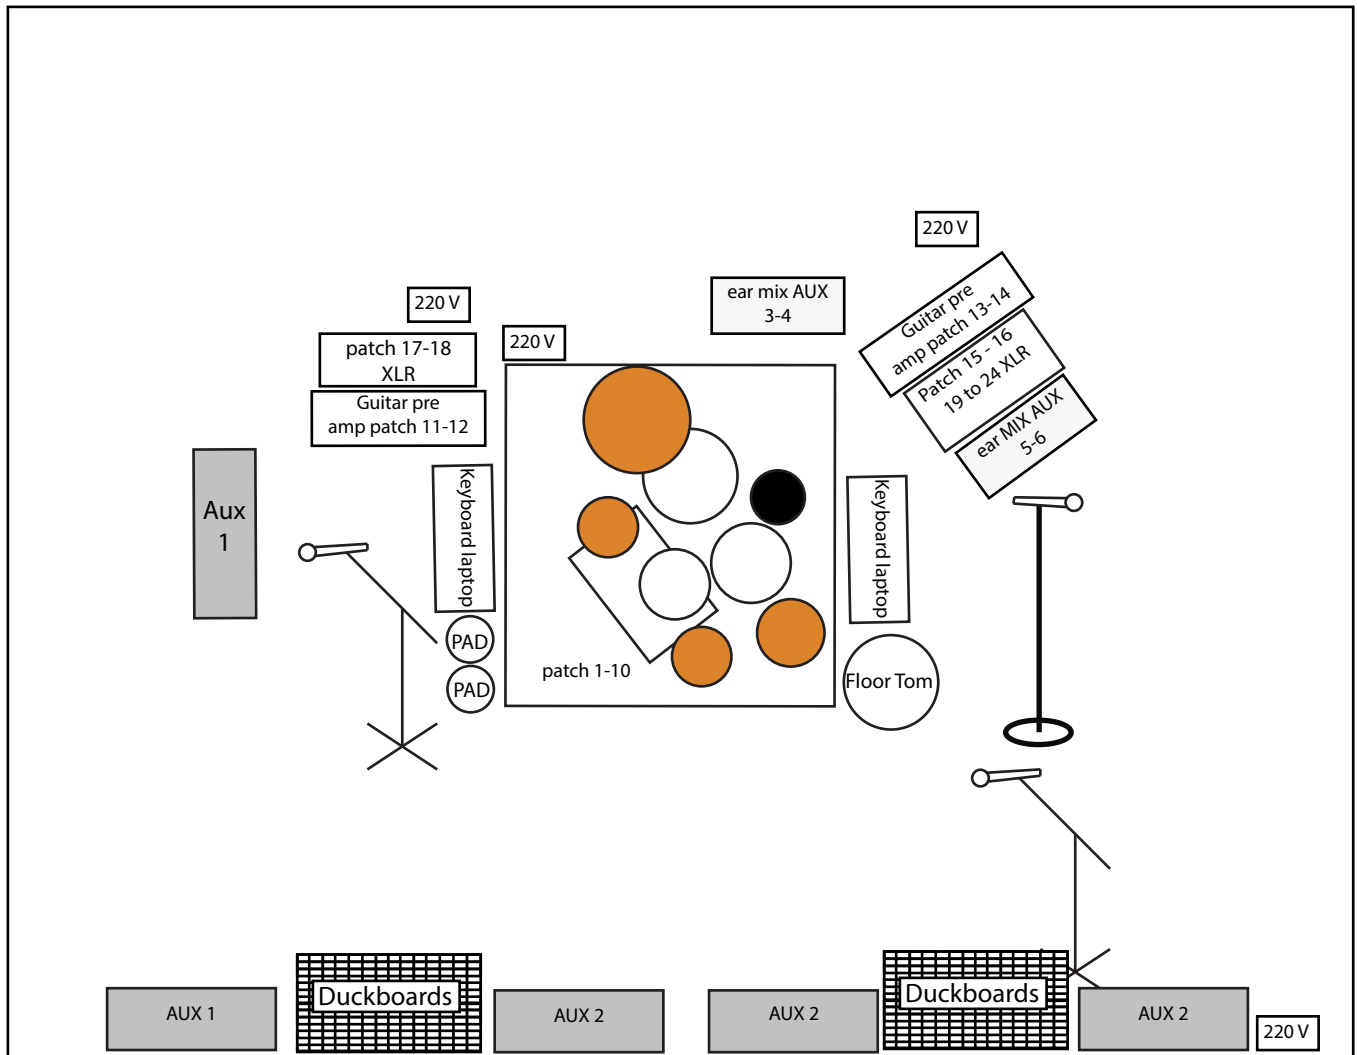 220 V
ear mix AUX
3-4
220 V
Guitar pre
amp patch 13-14
Patch 15 - 16
19 to 24 XLR
ear MIX AUX
5-6
220 V
patch 17-18
XLR
Guitar pre
amp patch 11-12
Aux
1
Keyboard laptop
Keyboard laptop
PAD
PAD
patch 1-10
Floor Tom
AUX 1
Duckboards
AUX 2
AUX 2
Duckboards
AUX 2
220 V